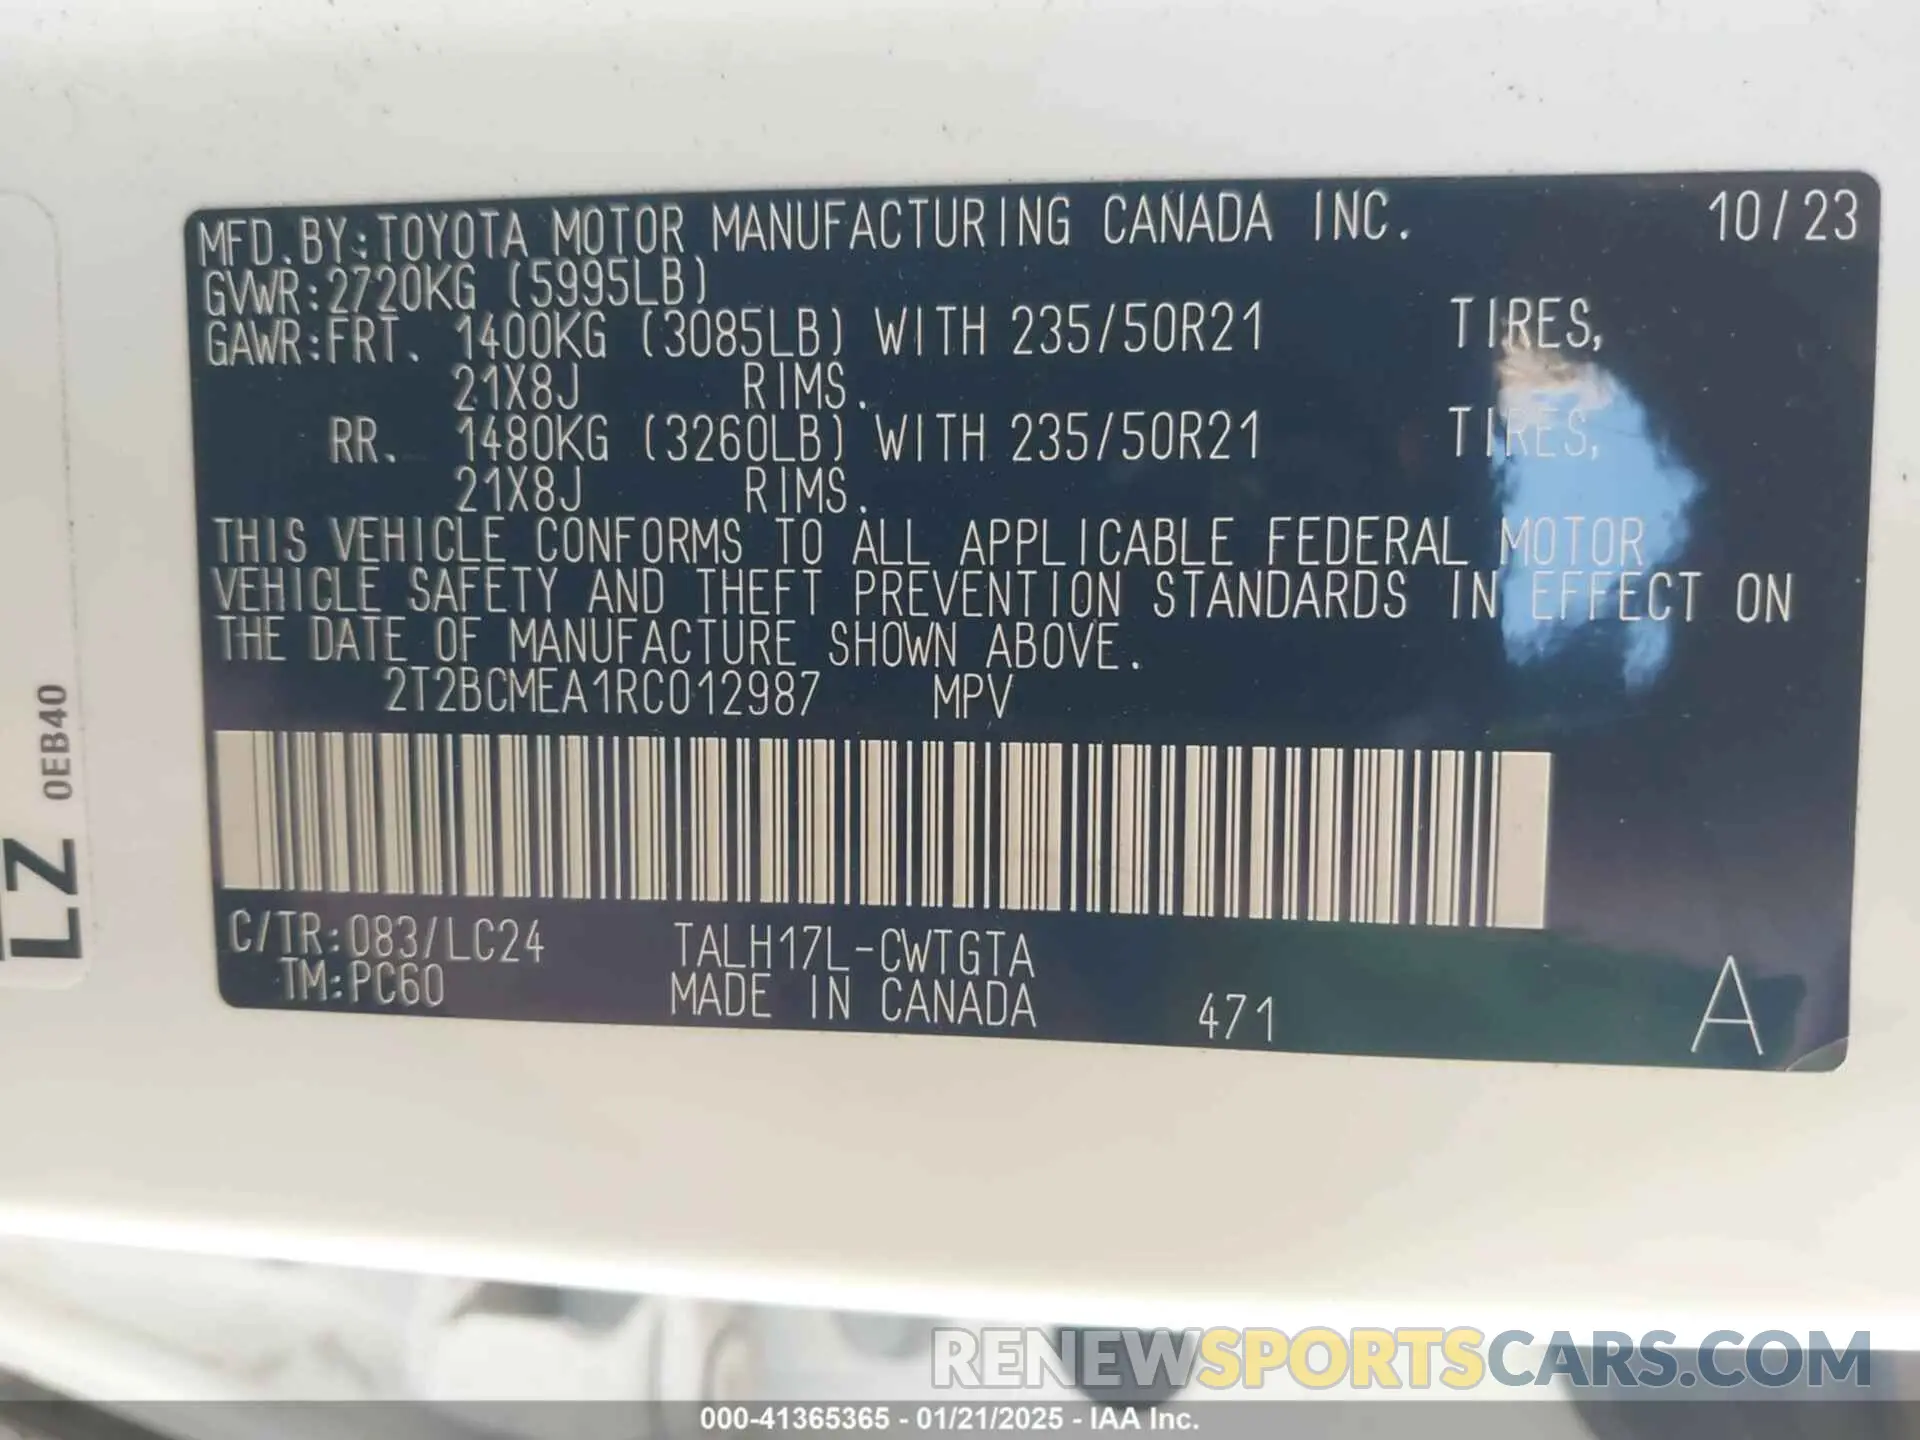 MFD. BY: TOYOTA MOTOR MANUFACTURING CANADA INC. 10/23
GVWR: 2720KG (5995LB)
GAWR: FRT. 1400KG (3085LB) WITH 235/50R21 TIRES,
21X8J RIMS.
RR. 1480KG (3260LB) WITH 235/50R21 TIRES,
21X8J RIMS.
THIS VEHICLE CONFORMS TO ALL APPLICABLE FEDERAL MOTOR
VEHICLE SAFETY AND THEFT PREVENTION STANDARDS IN EFFECT ON
THE DATE OF MANUFACTURE SHOWN ABOVE.
2T2BCMEA1RC012987 MPV
C/TR: 083/LC24 TALH17L-CWTGTA
TM: PC60 MADE IN CANADA 471 A
0EB40
LZ
RENEWSPORTSCARS.COM
000-41365365 - 01/21/2025 - IAA Inc.